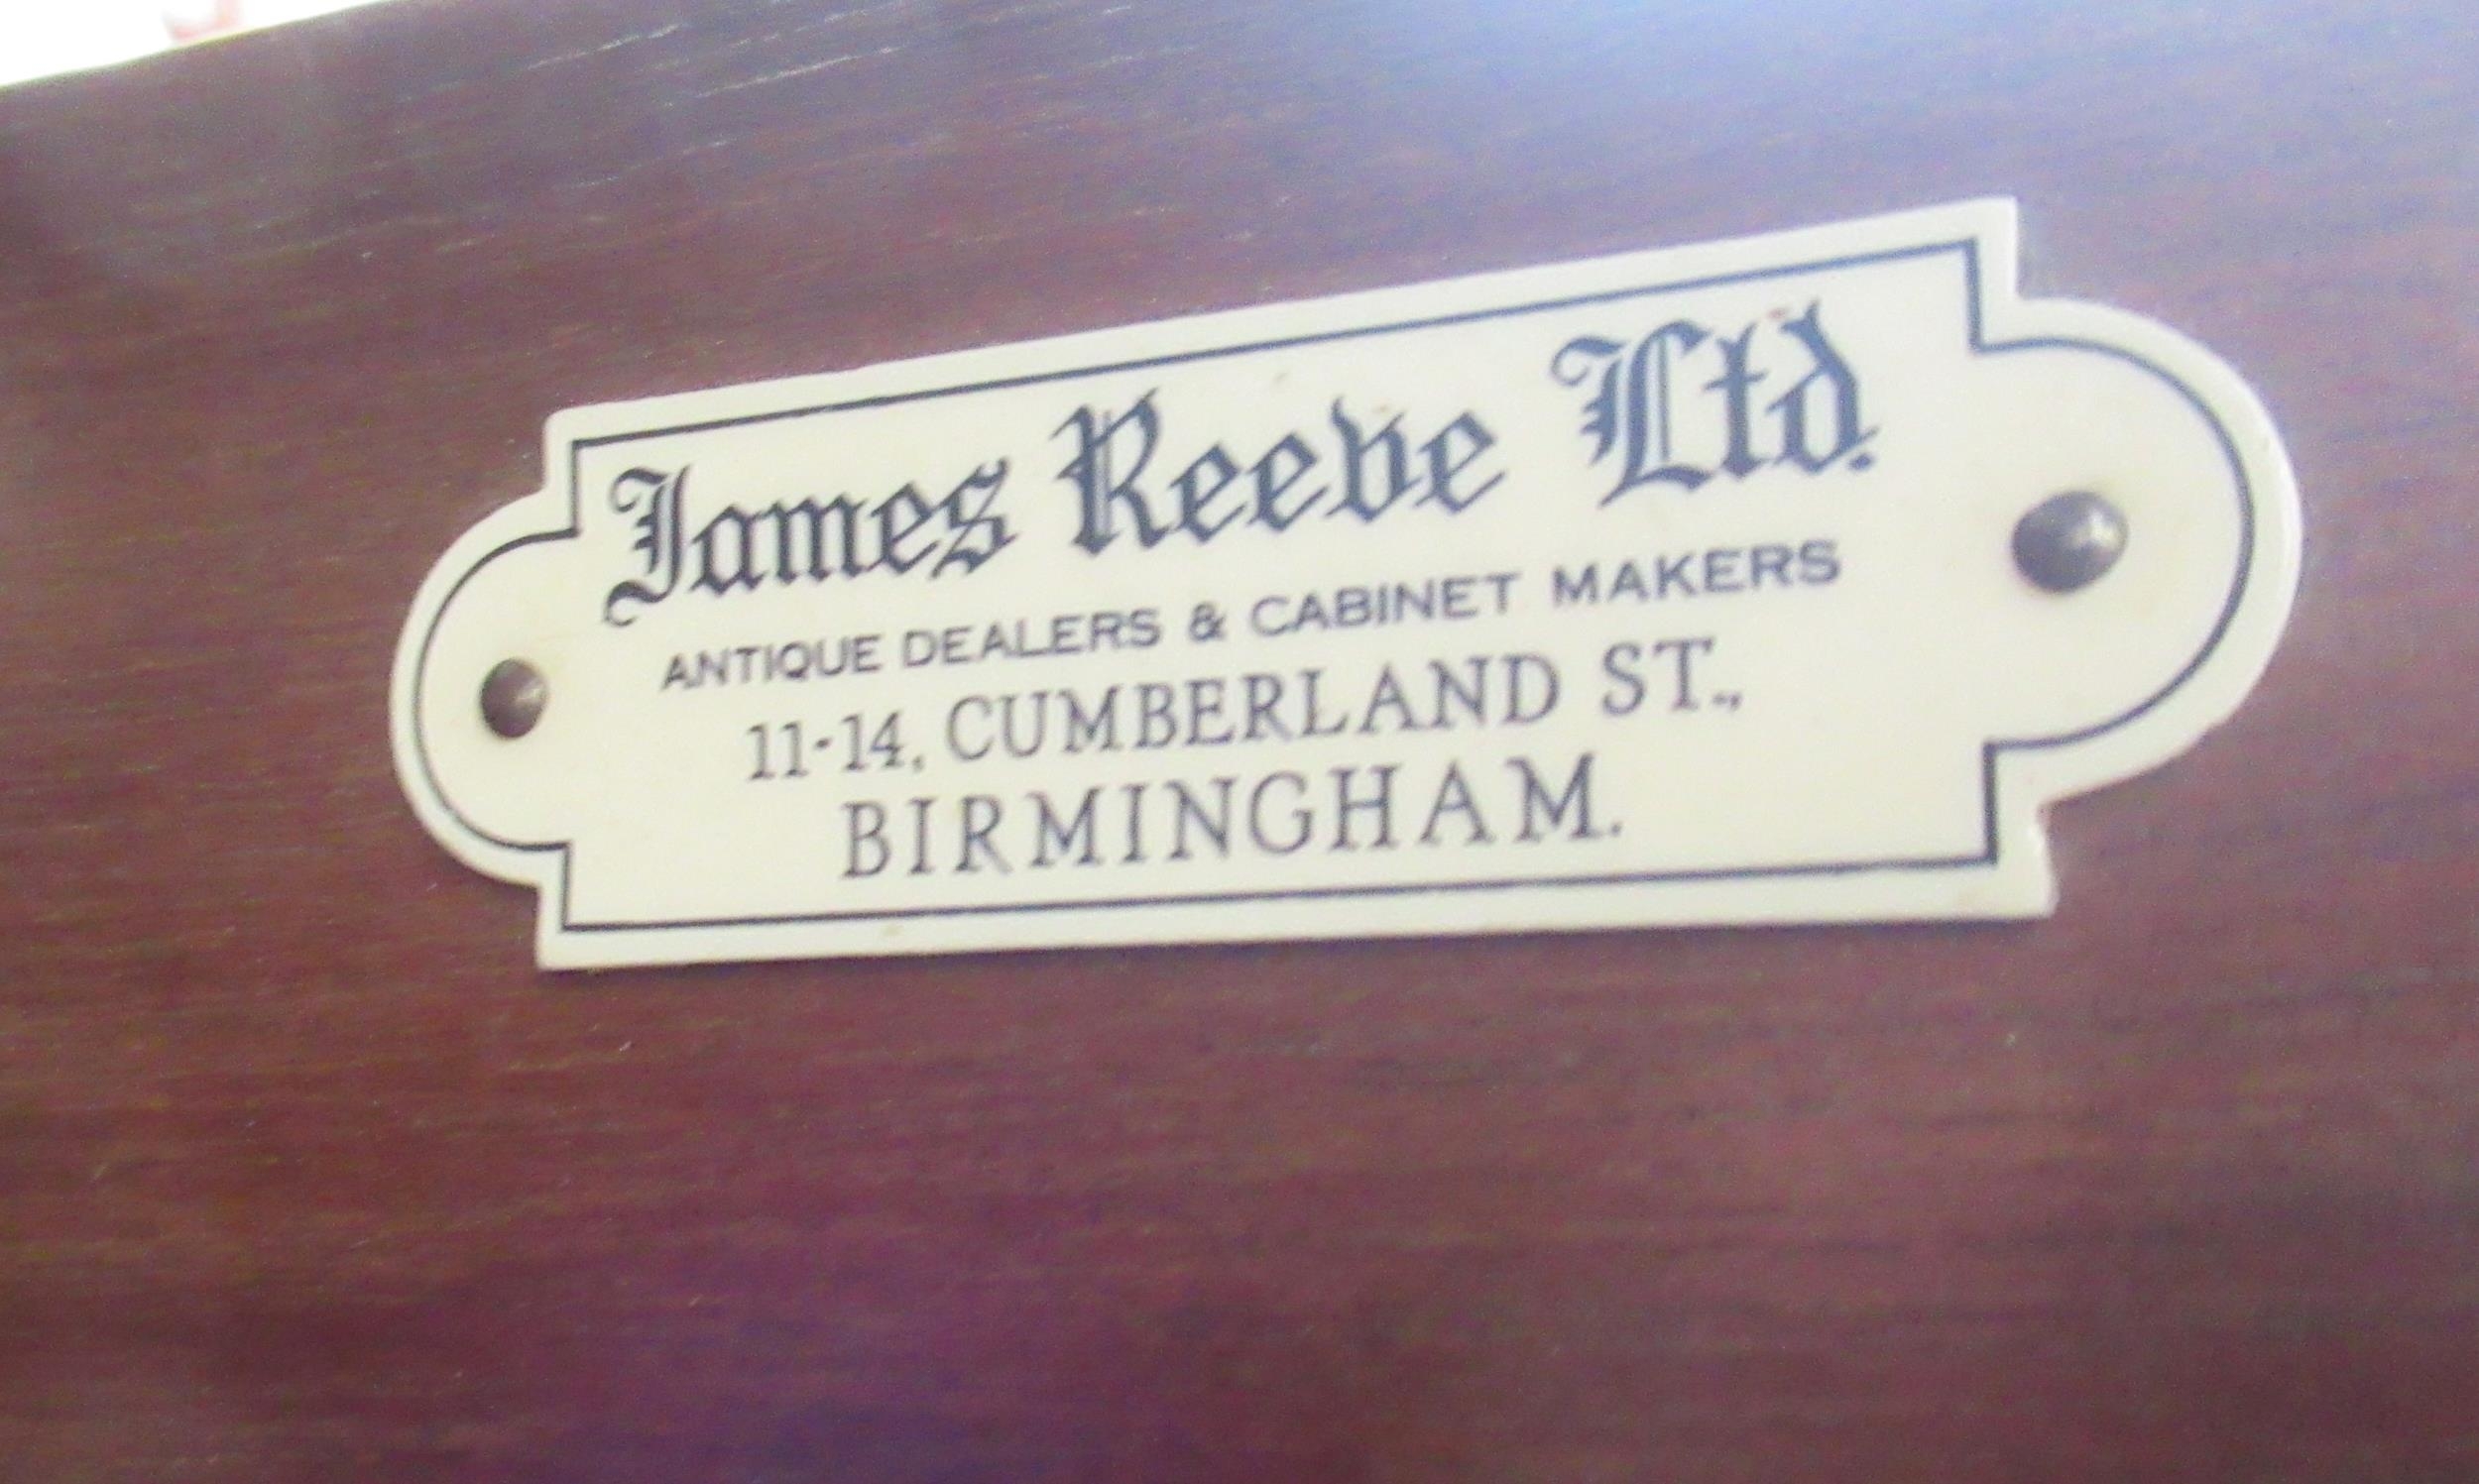 James Reeve Ltd.
ANTIQUE DEALERS & CABINET MAKERS
11-14, CUMBERLAND ST.,
BIRMINGHAM.